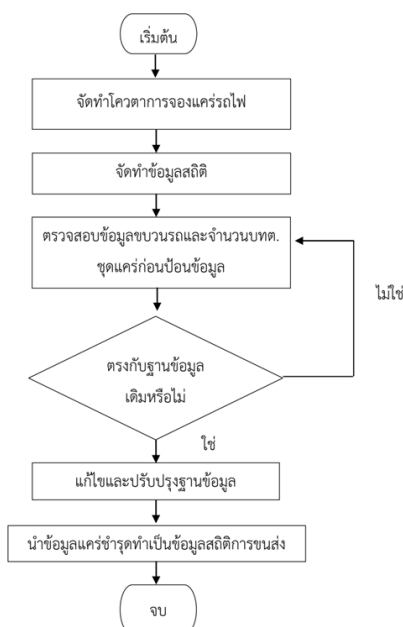 เริ่มต้น
จัดทำโควตาการจองแคร่รถไฟ
จัดทำข้อมูลสถิติ
ตรวจสอบข้อมูลขบวนรถและจำนวนบทต.
ชุดแคร่ก่อนป้อนข้อมูล
ไม่ใช่
ตรงกับฐานข้อมูล
เดิมหรือไม่
ใช่
แก้ไขและปรับปรุงฐานข้อมูล
นำข้อมูลแคร่ชำรุดทำเป็นข้อมูลสถิติการขนส่ง
จบ